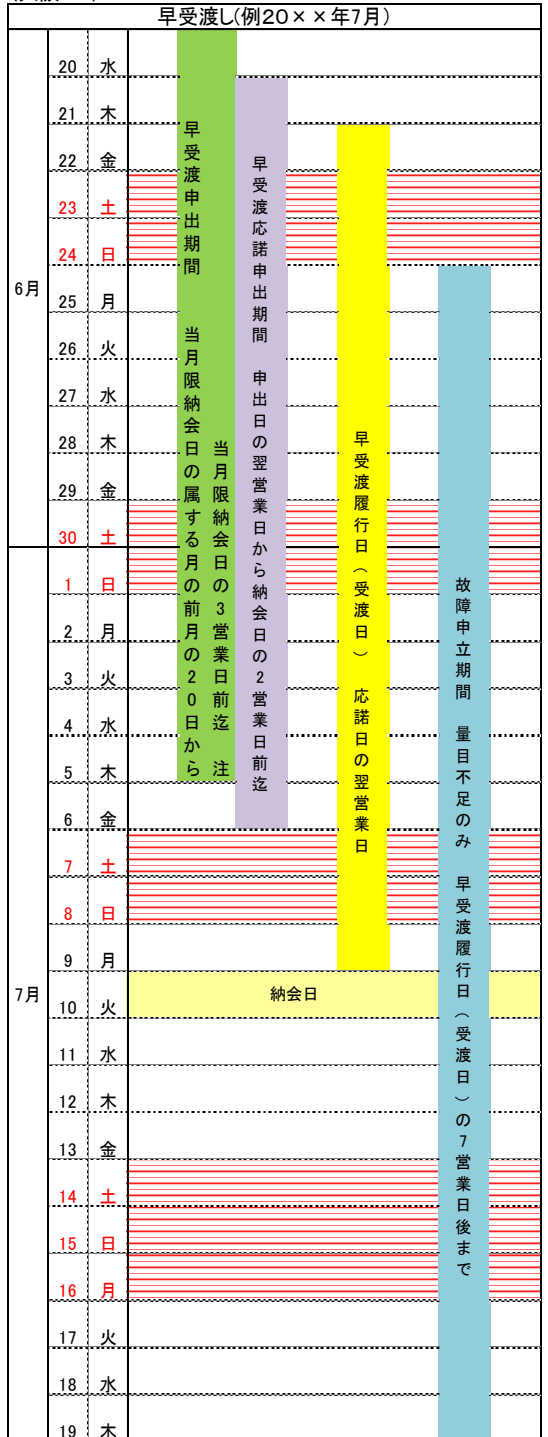 早受渡し(例20××年7月)
6月
20 水
21 木
22 金
23 土
24 日
25 月
26 火
27 水
28 木
29 金
30 土
7月
1 日
2 月
3 火
4 水
5 木
6 金
7 土
8 日
9 月
10 火
納会日
11 水
12 木
13 金
14 土
15 日
16 月
17 火
18 水
19 木
早受渡申出期間 当月限納会日の属する月の前月の20日から
当月限納会日の3営業日前迄 注
早受渡応諾申出期間 申出日の翌営業日から納会日の2営業日前迄
早受渡履行日(受渡日) 応諾日の翌営業日
故障申立期間 量目不足のみ 早受渡履行日(受渡日)の7営業日後まで